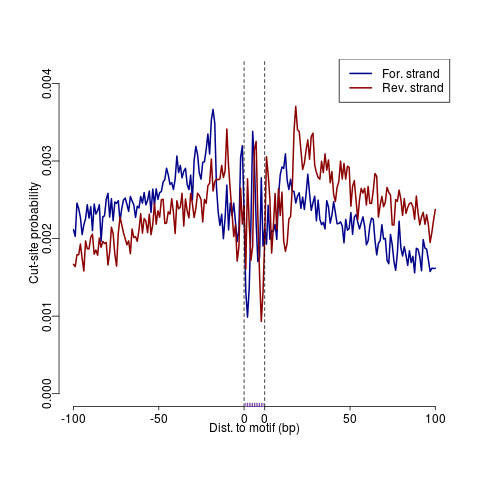 For. strand
Rev. strand
Cut-site probability
0.004
0.003
0.002
0.001
0.000
-100 -50 0 0 50 100
Dist. to motif (bp)